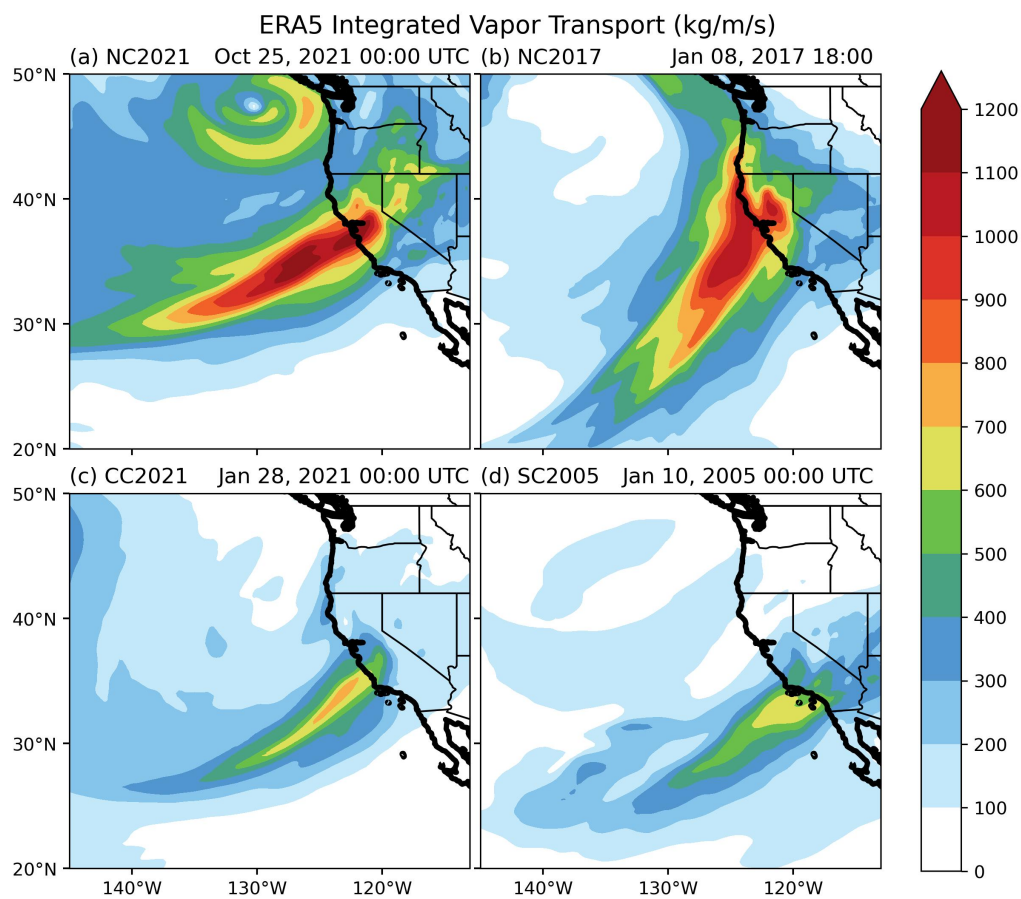 ERA5 Integrated Vapor Transport (kg/m/s)
(a) NC2021 Oct 25, 2021 00:00 UTC
(b) NC2017 Jan 08, 2017 18:00
50°N
40°N
30°N
20°N
(c) CC2021 Jan 28, 2021 00:00 UTC
(d) SC2005 Jan 10, 2005 00:00 UTC
50°N
40°N
30°N
20°N
140°W 130°W 120°W
140°W 130°W 120°W
1200
1100
1000
900
800
700
600
500
400
300
200
100
0